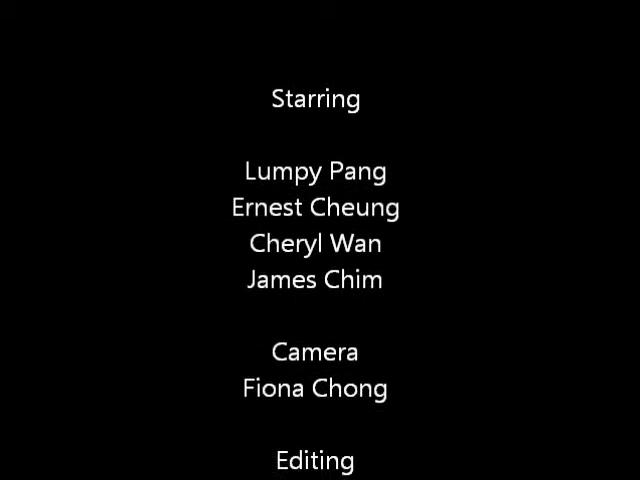 Starring
Lumpy Pang
Ernest Cheung
Cheryl Wan
James Chim
Camera
Fiona Chong
Editing